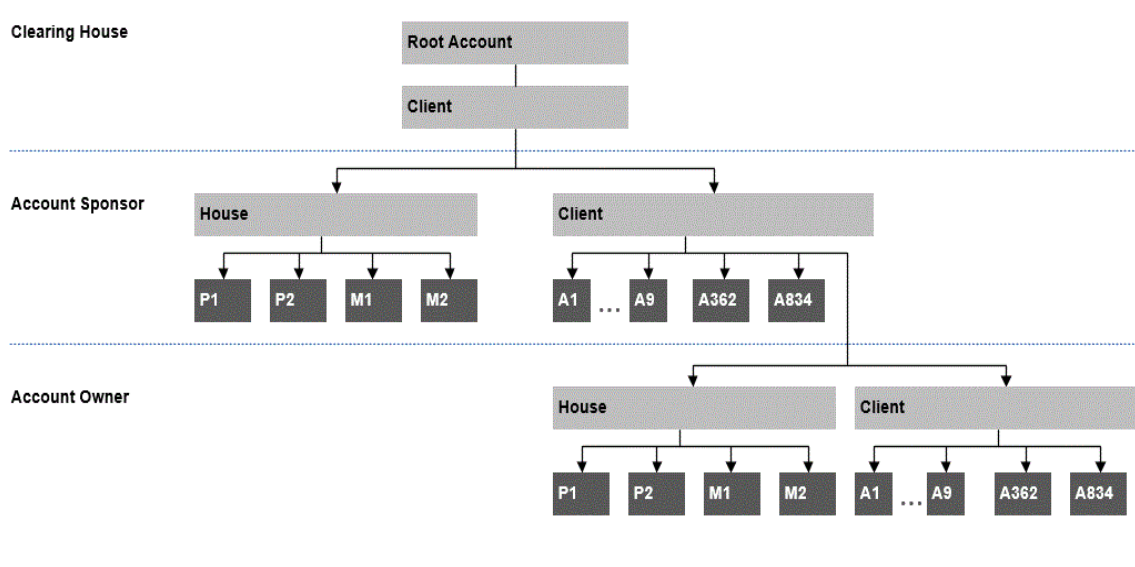 Clearing House
Root Account
Client
Account Sponsor
House
Client
P1 P2 M1 M2 A1 ... A9 A362 A834
Account Owner
House
Client
P1 P2 M1 M2 A1 ... A9 A362 A834